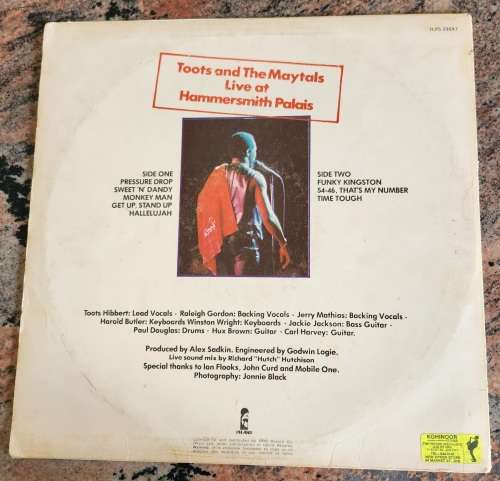 ILPS 29647
Toots and The Maytals
Live at
Hammersmith Palais
SIDE ONE
PRESSURE DROP
SWEET 'N' DANDY
MONKEY MAN
GET UP, STAND UP
HALLELUJAH
SIDE TWO
FUNKY KINGSTON
54-46, THAT'S MY NUMBER
TIME TOUGH
Toots Hibbert: Lead Vocals · Raleigh Gordon: Backing Vocals · Jerry Mathias: Backing Vocals ·
Harold Butler: Keyboards Winston Wright: Keyboards · Jackie Jackson: Bass Guitar ·
Paul Douglas: Drums · Hux Brown: Guitar · Carl Harvey: Guitar.
Produced by Alex Sadkin. Engineered by Godwin Logie.
Live sound mix by Richard "Hutch" Hutchison
Special thanks to Ian Flooks, John Curd and Mobile One.
Photography: Jonnie Black
ISLAND
KOHINOOR